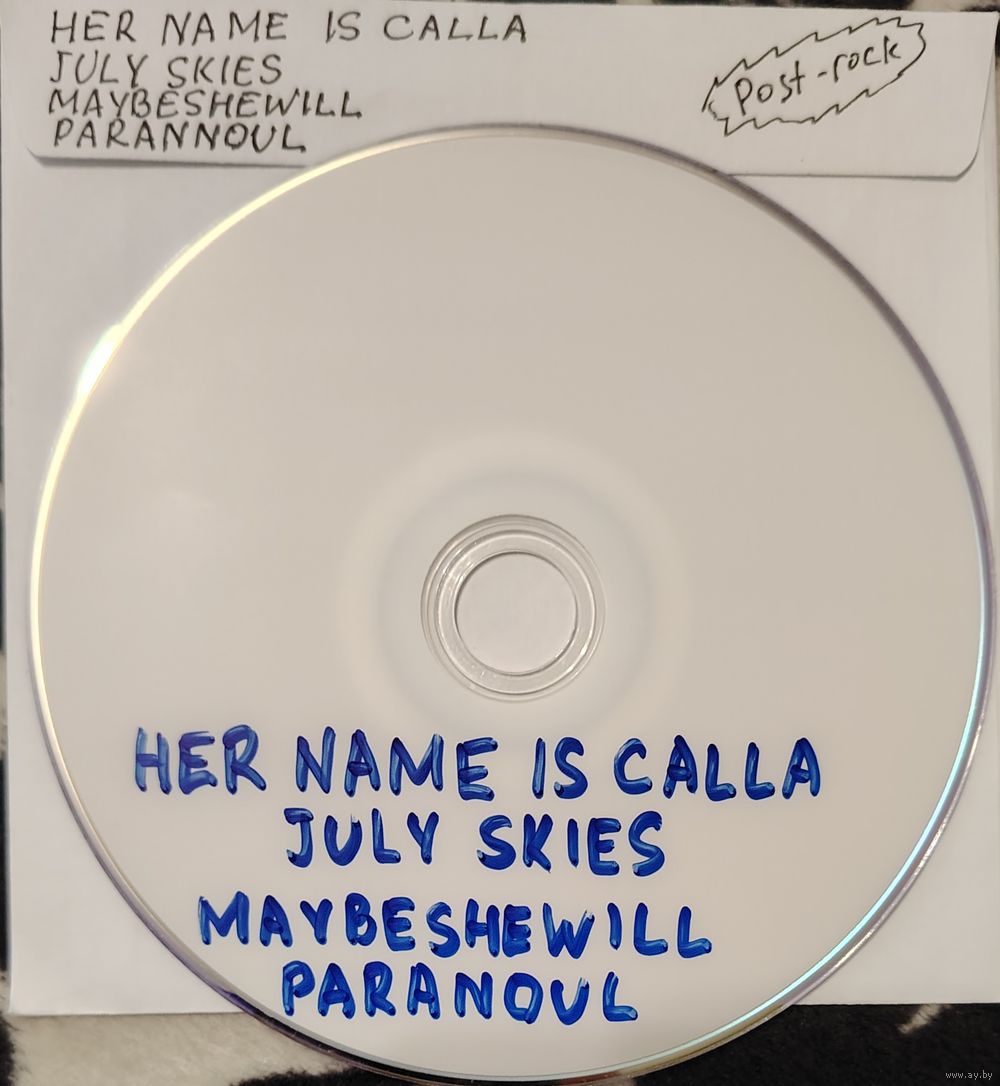 HER NAME IS CALLA
JULY SKIES
MAYBESHEWILL
PARANNOUL
Post-rock
HER NAME IS CALLA
JULY SKIES
MAYBESHEWILL
PARANOUL
www.ay.by